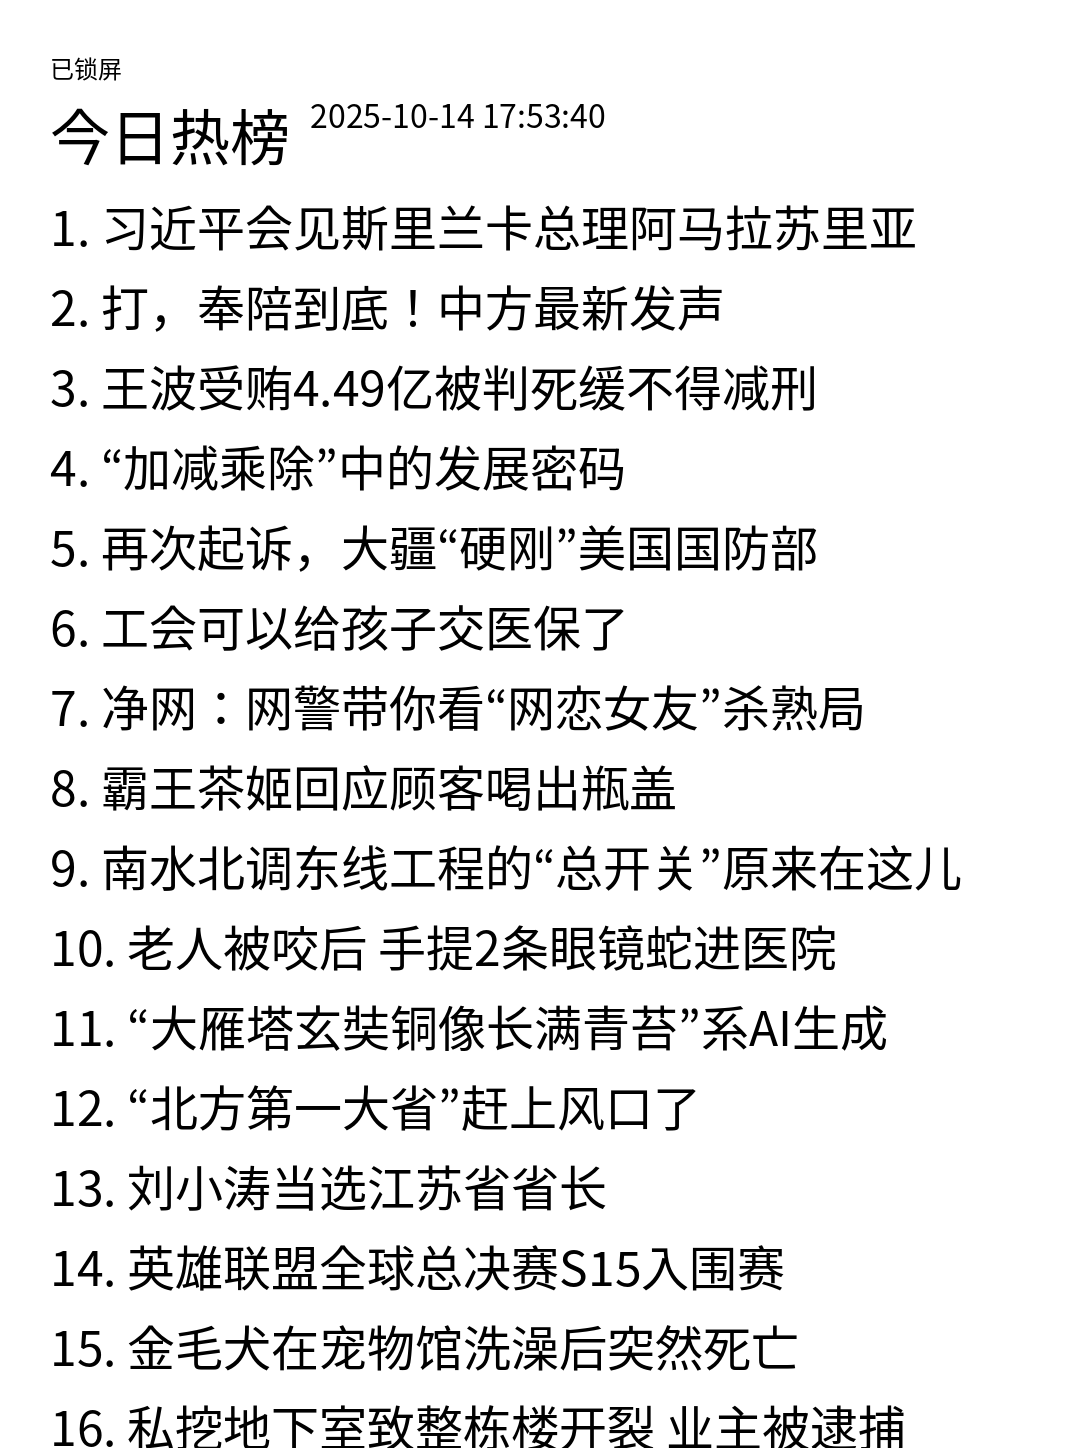 已锁屏
今日热榜 2025-10-14 17:53:40
1. 习近平会见斯里兰卡总理阿马拉苏里亚
2. 打，奉陪到底！中方最新发声
3. 王波受贿4.49亿被判死缓不得减刑
4. “加减乘除”中的发展密码
5. 再次起诉，大疆“硬刚”美国国防部
6. 工会可以给孩子交医保了
7. 净网：网警带你看“网恋女友”杀熟局
8. 霸王茶姬回应顾客喝出瓶盖
9. 南水北调东线工程的“总开关”原来在这儿
10. 老人被咬后 手提2条眼镜蛇进医院
11. “大雁塔玄奘铜像长满青苔”系AI生成
12. “北方第一大省”赶上风口了
13. 刘小涛当选江苏省省长
14. 英雄联盟全球总决赛S15入围赛
15. 金毛犬在宠物馆洗澡后突然死亡
16. 私挖地下室致整栋楼开裂 业主被逮捕